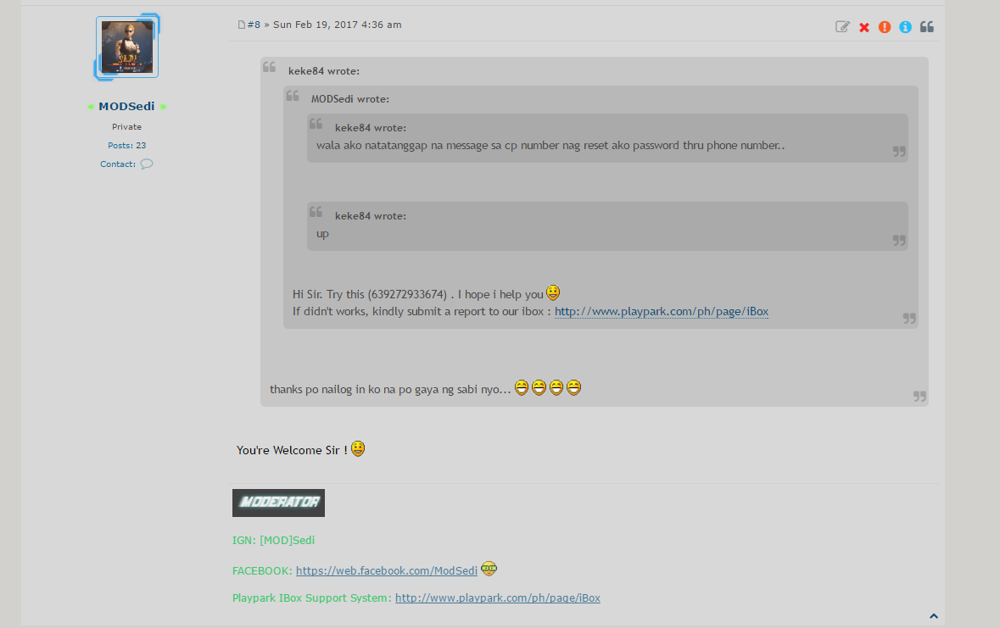 #8 » Sun Feb 19, 2017 4:36 am
SEDI
MODSedi
Private
Posts: 23
Contact:
keke84 wrote:
MODSedi wrote:
keke84 wrote:
wala ako natatanggap na message sa cp number nag reset ako password thru phone number..
keke84 wrote:
up
Hi Sir. Try this (639272933674) . I hope i help you
If didn't works, kindly submit a report to our ibox : http://www.playpark.com/ph/page/iBox
thanks po nailog in ko na po gaya ng sabi nyo...
You're Welcome Sir !
MODERATOR
IGN: [MOD]Sedi
FACEBOOK: https://web.facebook.com/ModSedi
Playpark IBox Support System: http://www.playpark.com/ph/page/iBox